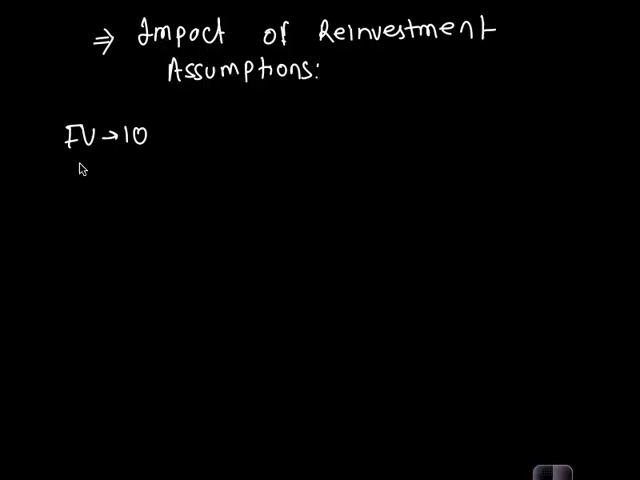 ⇒ Impact of Reinvestment
Assumptions:
FV→10